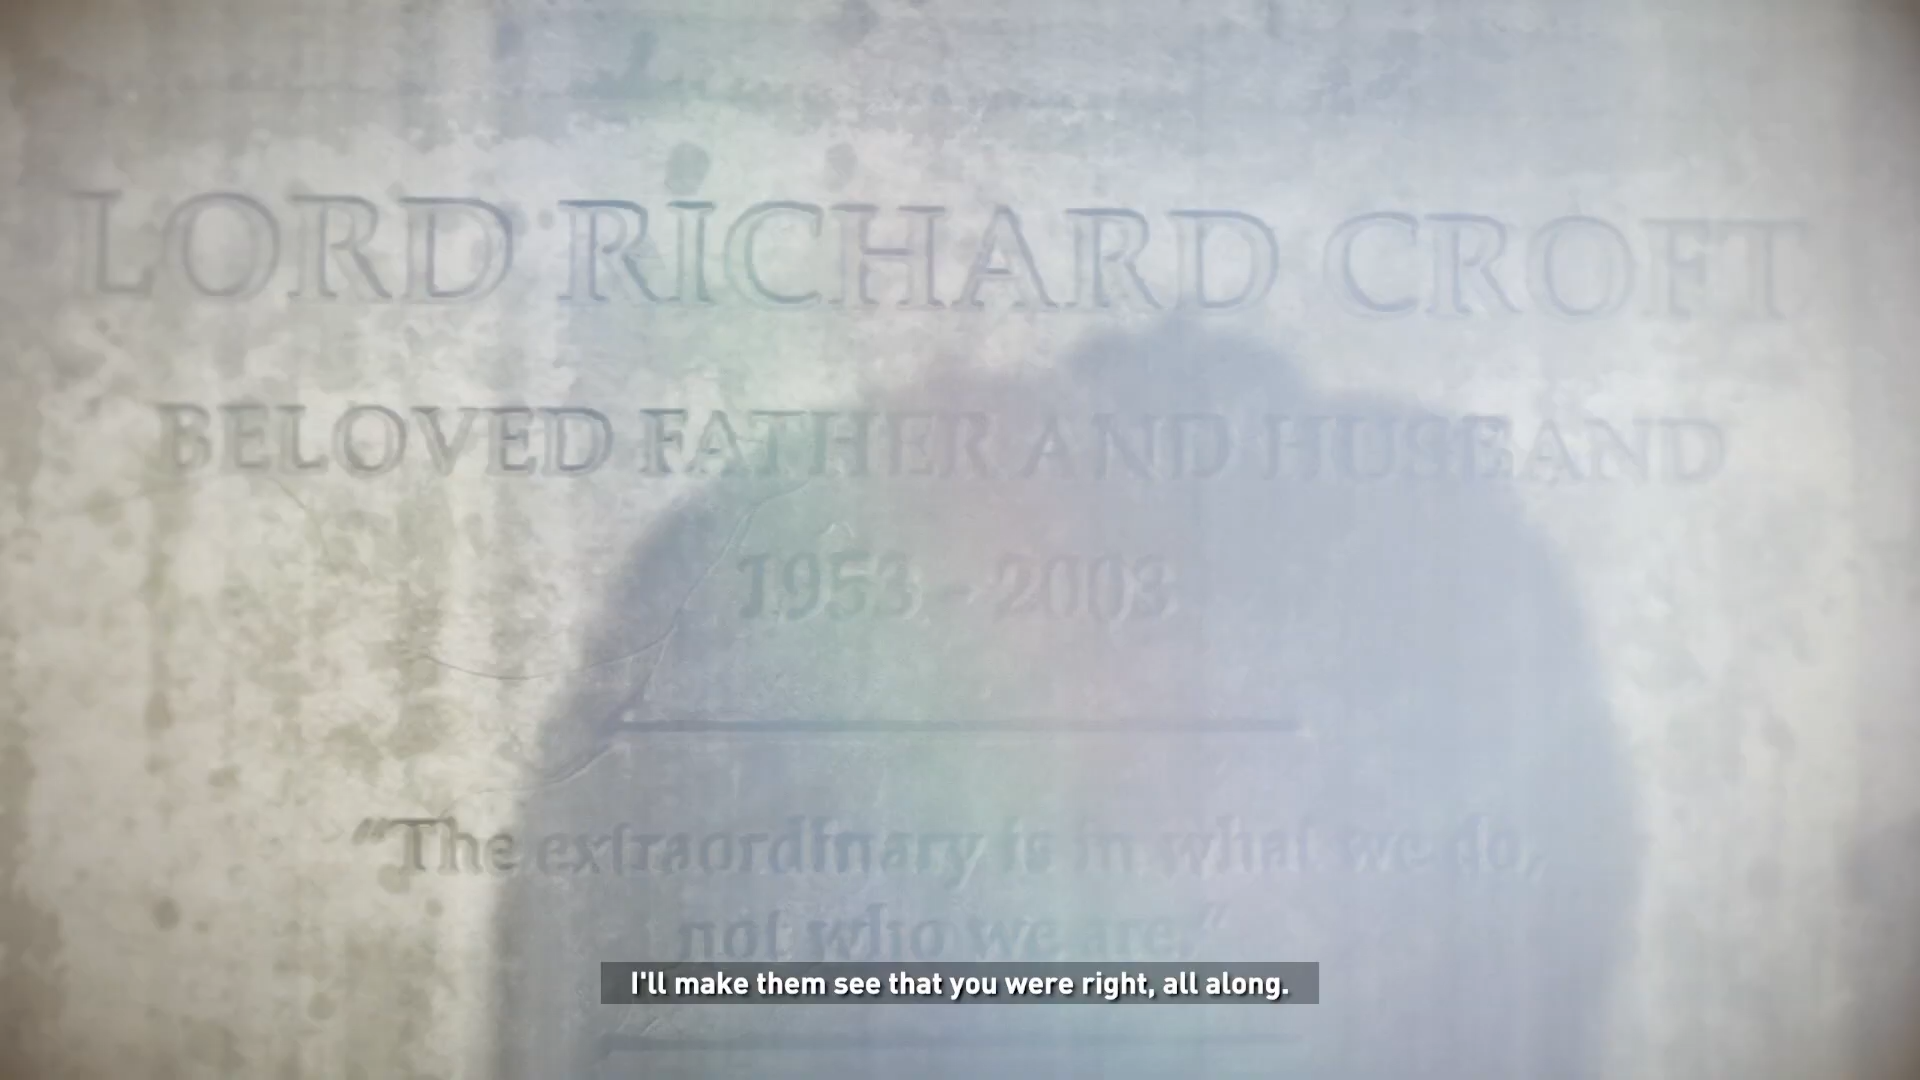 LORD RICHARD CROFT
BELOVED FATHER AND HUSBAND
1953 - 2003
"The extraordinary is in what we do,
not who we are."
I'll make them see that you were right, all along.